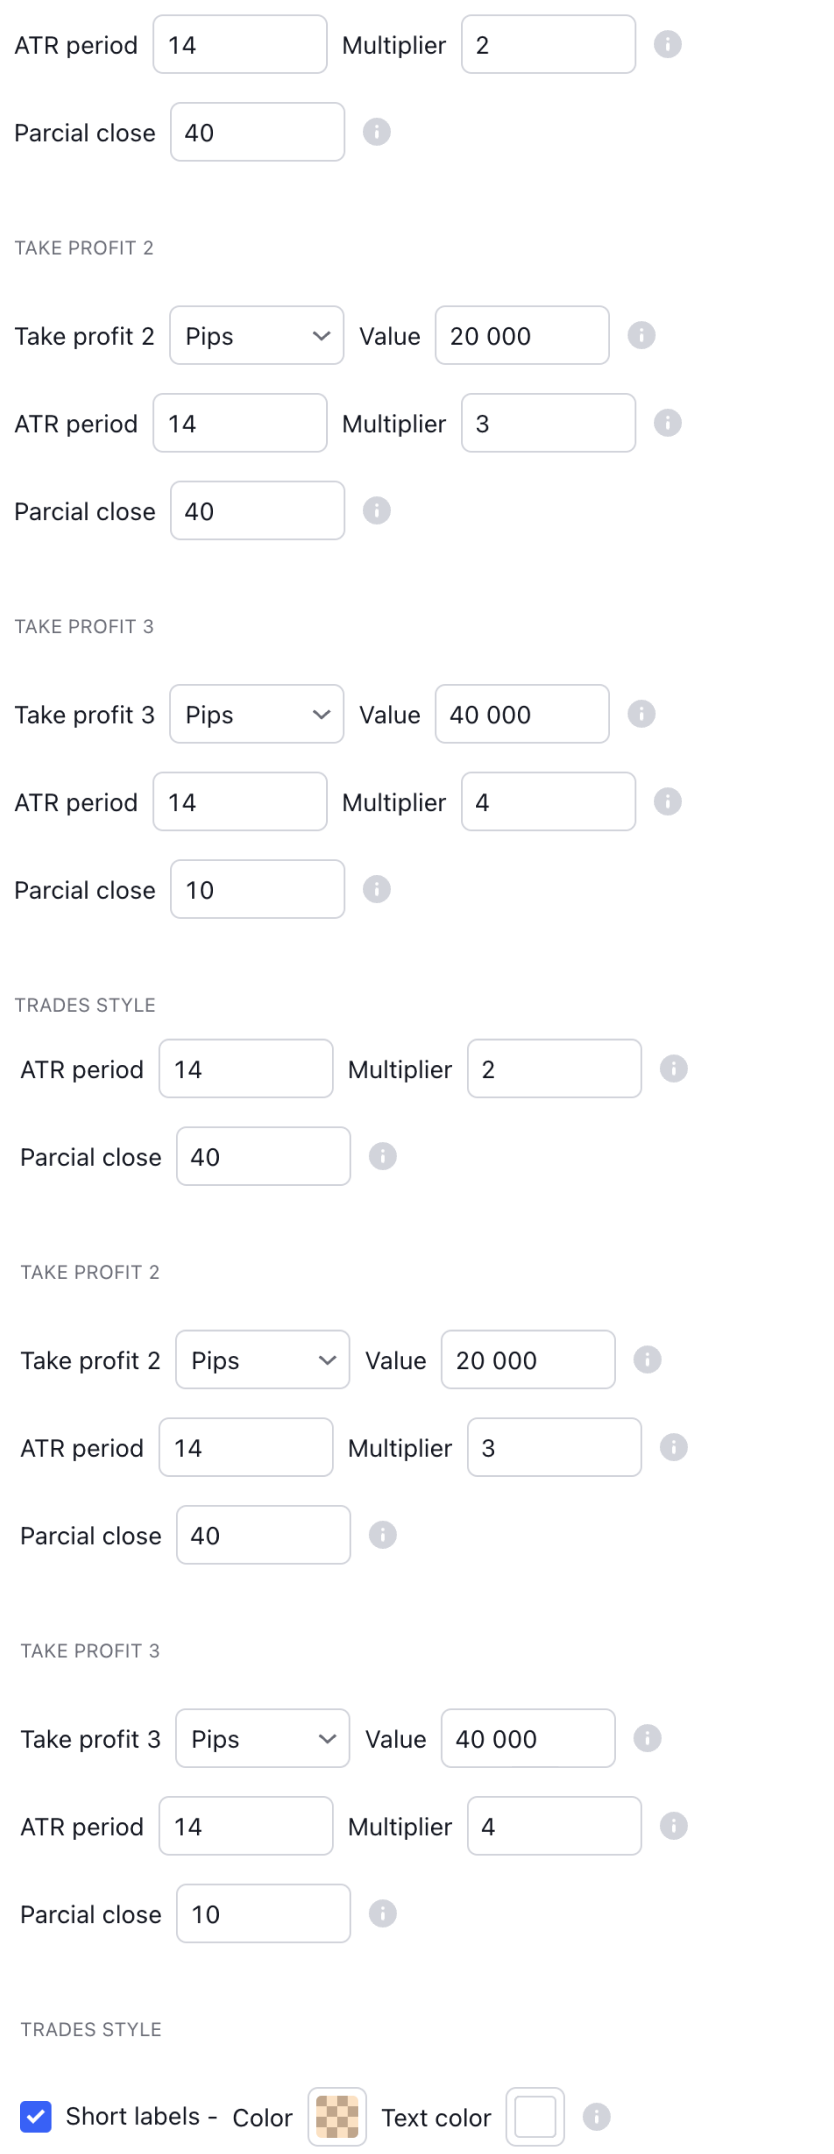 ATR period 14 Multiplier 2
Parcial close 40
TAKE PROFIT 2
Take profit 2 Pips Value 20 000
ATR period 14 Multiplier 3
Parcial close 40
TAKE PROFIT 3
Take profit 3 Pips Value 40 000
ATR period 14 Multiplier 4
Parcial close 10
TRADES STYLE
ATR period 14 Multiplier 2
Parcial close 40
TAKE PROFIT 2
Take profit 2 Pips Value 20 000
ATR period 14 Multiplier 3
Parcial close 40
TAKE PROFIT 3
Take profit 3 Pips Value 40 000
ATR period 14 Multiplier 4
Parcial close 10
TRADES STYLE
Short labels - Color Text color